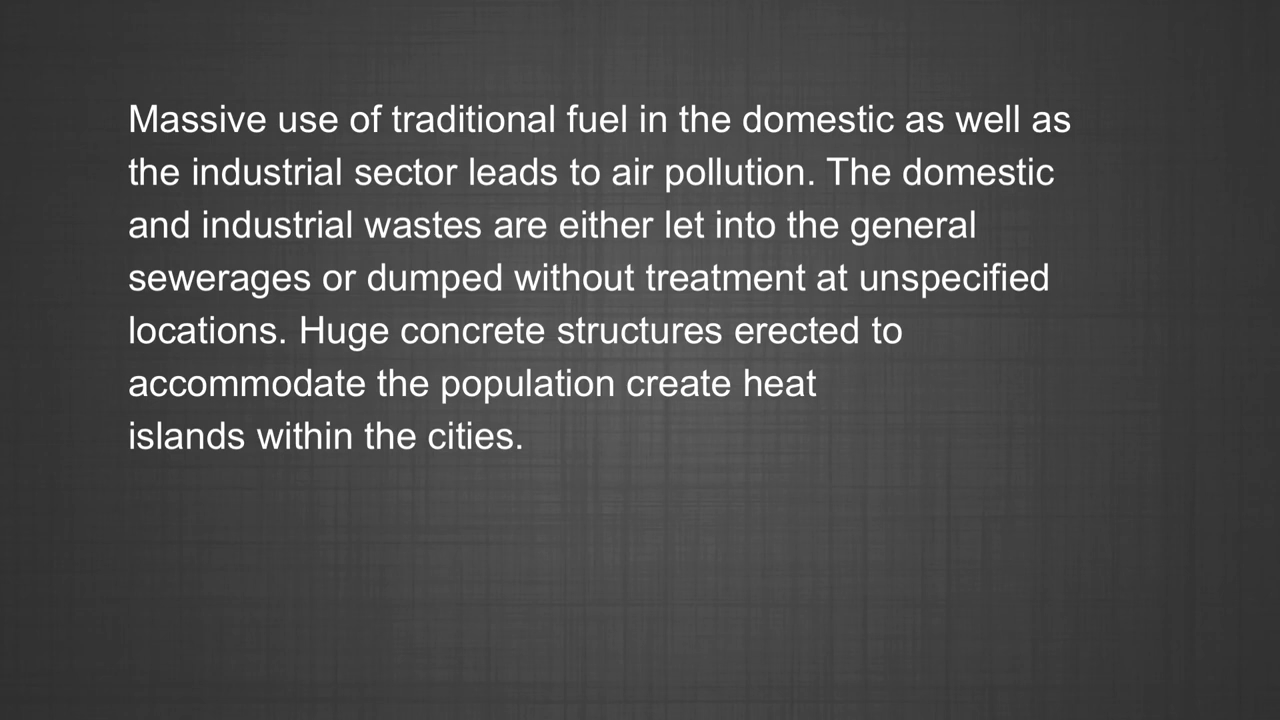 Massive use of traditional fuel in the domestic as well as
the industrial sector leads to air pollution. The domestic
and industrial wastes are either let into the general
sewerages or dumped without treatment at unspecified
locations. Huge concrete structures erected to
accommodate the population create heat
islands within the cities.